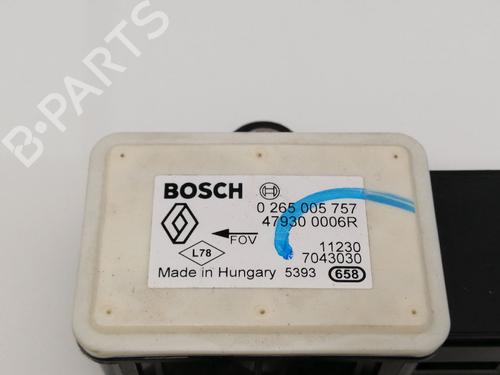 B-PARTS
BOSCH
0 265 005 757
47930 0006R
FOV
11230
L78
7043030
Made in Hungary 5393 658